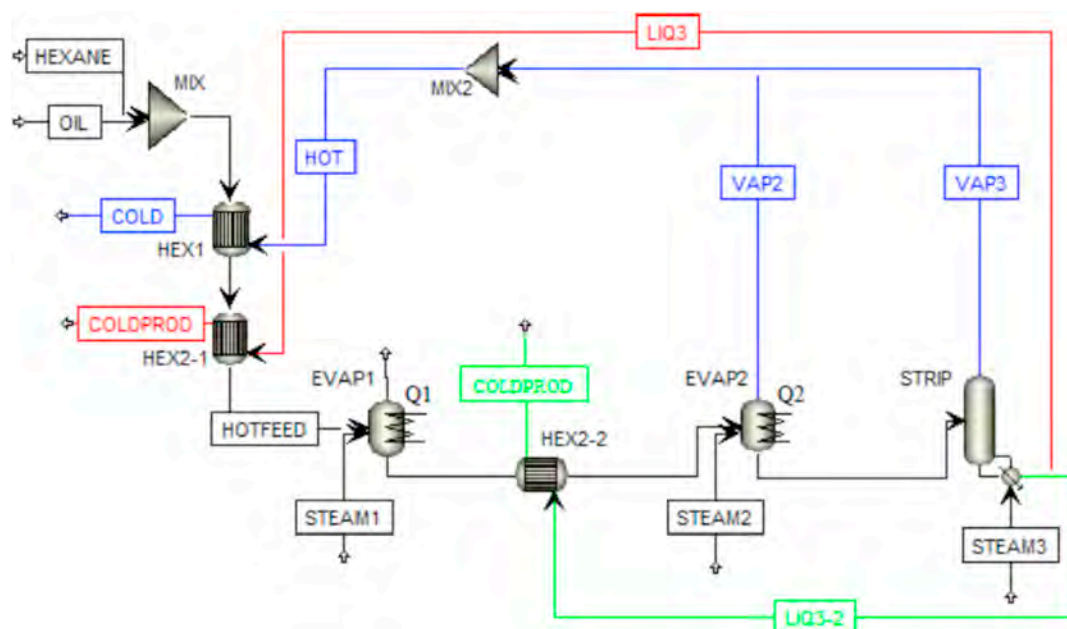 LIQ3
HEXANE
MIX
MIX2
OIL
HOT
VAP2
VAP3
COLD
HEX1
COLDPROD
HEX2-1
EVAP1
Q1
COLDPROD
EVAP2
Q2
STRIP
HOTFEED
HEX2-2
STEAM1
STEAM2
STEAM3
LIQ3-2